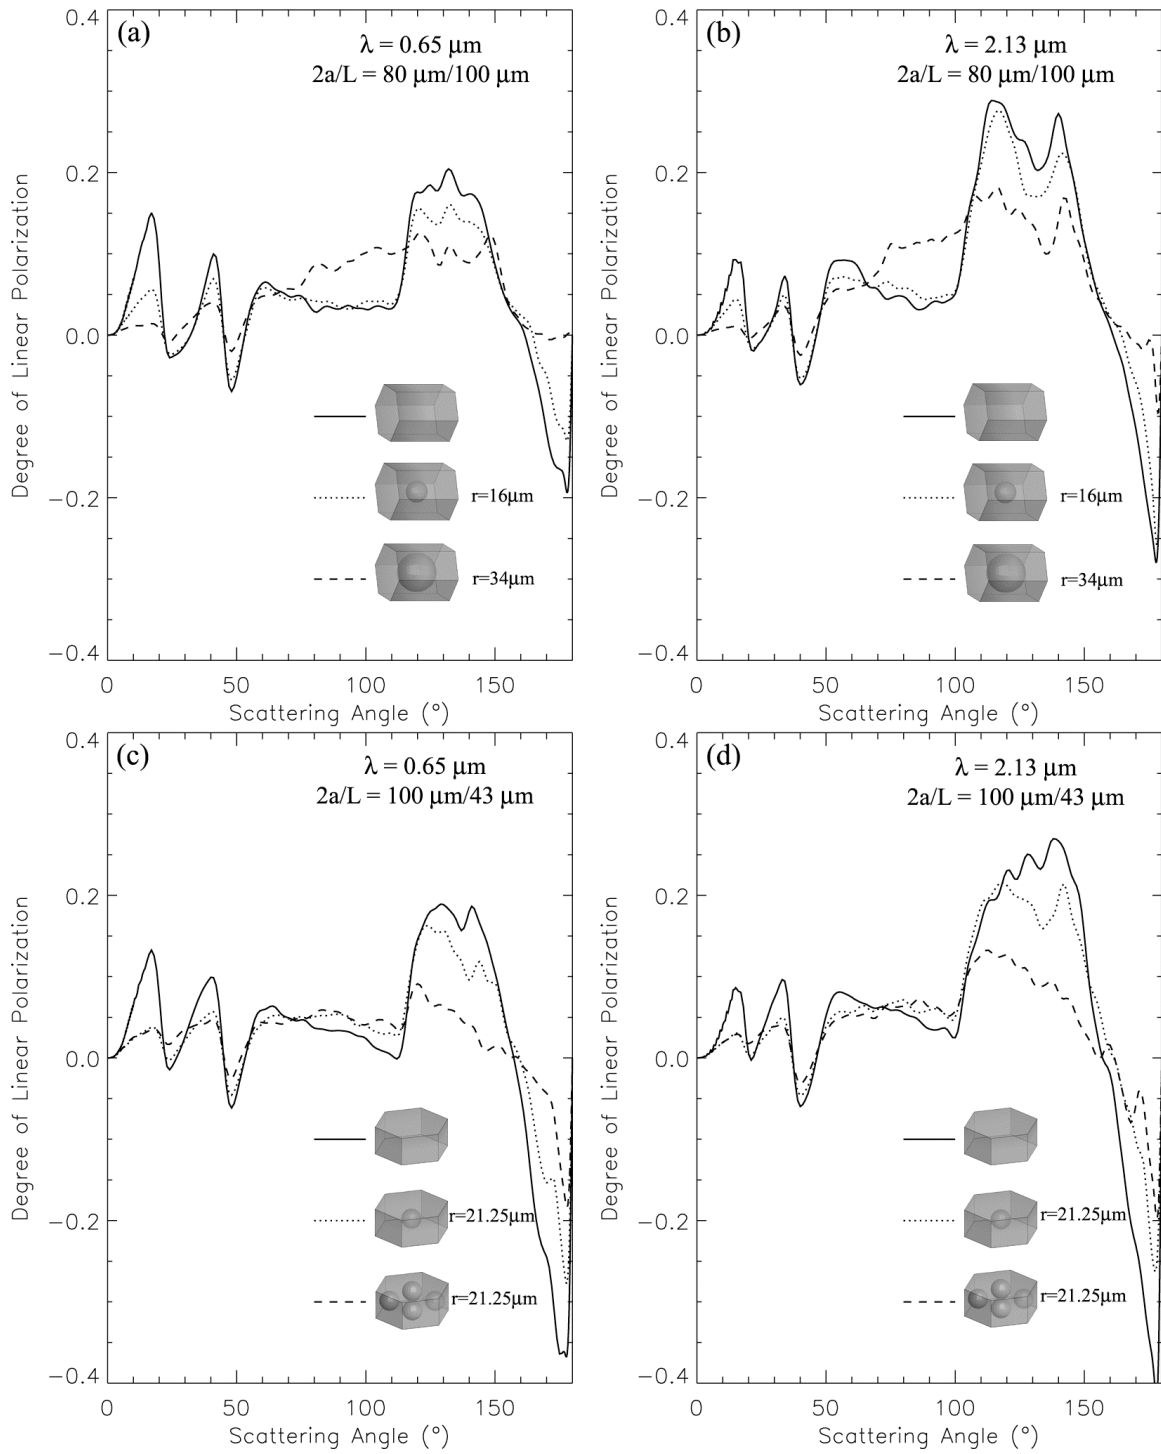 (a)
λ = 0.65 μm
2a/L = 80 μm/100 μm
0.4
0.2
0.0
−0.2
−0.4
Degree of Linear Polarization
r=16μm
r=34μm
0 50 100 150
Scattering Angle (°)
(b)
λ = 2.13 μm
2a/L = 80 μm/100 μm
0.4
0.2
0.0
−0.2
−0.4
Degree of Linear Polarization
r=16μm
r=34μm
0 50 100 150
Scattering Angle (°)
(c)
λ = 0.65 μm
2a/L = 100 μm/43 μm
0.4
0.2
0.0
−0.2
−0.4
Degree of Linear Polarization
r=21.25μm
r=21.25μm
0 50 100 150
Scattering Angle (°)
(d)
λ = 2.13 μm
2a/L = 100 μm/43 μm
0.4
0.2
0.0
−0.2
−0.4
Degree of Linear Polarization
r=21.25μm
r=21.25μm
0 50 100 150
Scattering Angle (°)